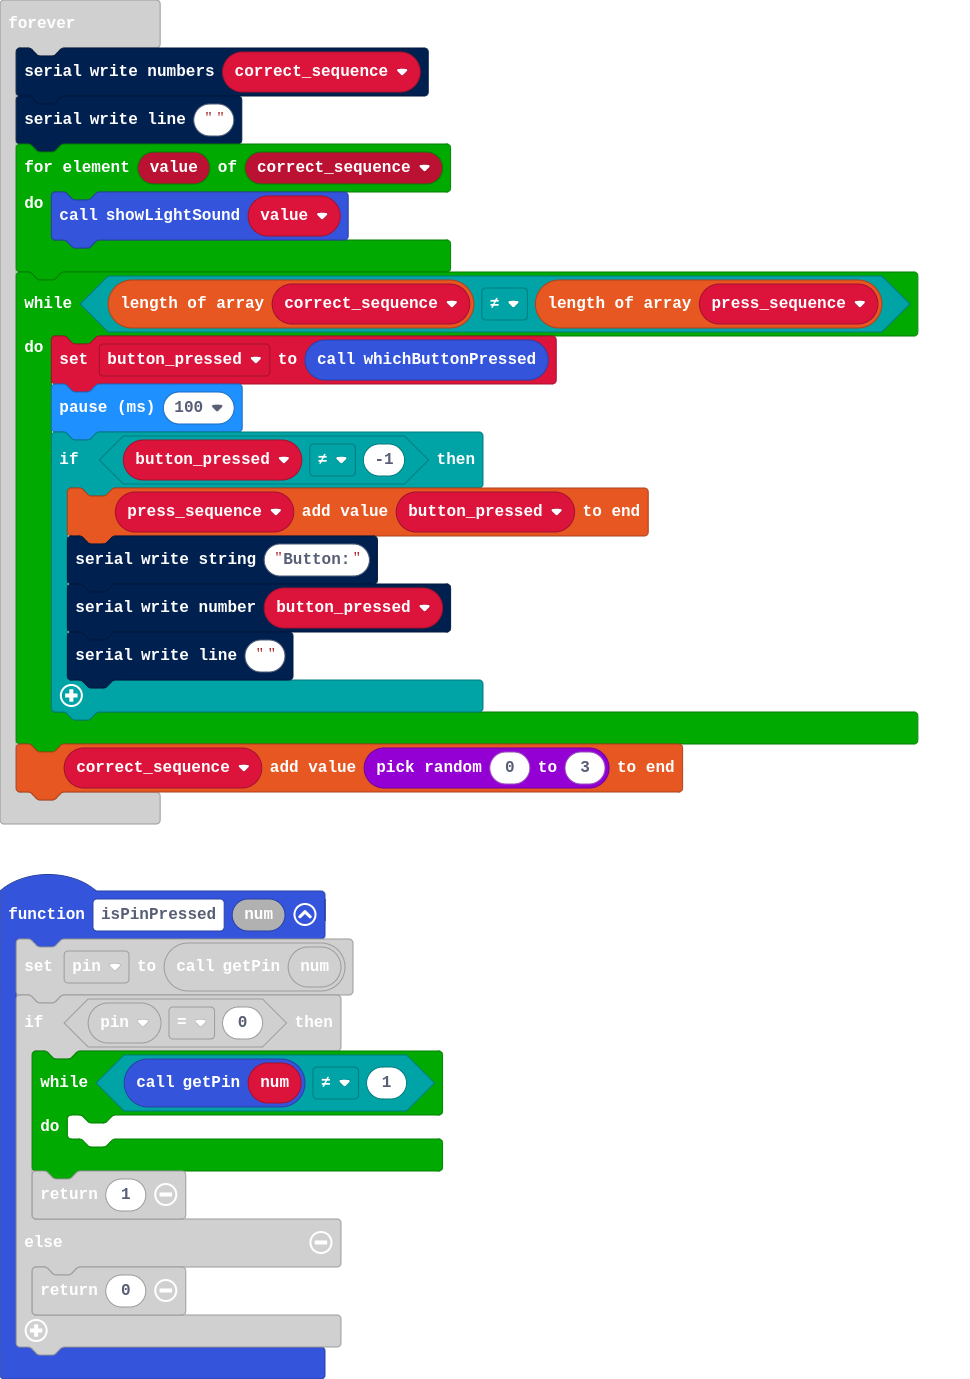 forever
serial write numbers correct_sequence
serial write line " "
for element value of correct_sequence
do call showLightSound value
while length of array correct_sequence ≠ length of array press_sequence
do set button_pressed to call whichButtonPressed
pause (ms) 100
if button_pressed ≠ -1 then
press_sequence add value button_pressed to end
serial write string "Button:"
serial write number button_pressed
serial write line " "
correct_sequence add value pick random 0 to 3 to end
function isPinPressed num
set pin to call getPin num
if pin = 0 then
while call getPin num ≠ 1
do
return 1
else
return 0